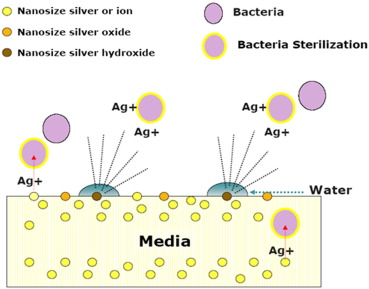 Nanosize silver or ion
Nanosize silver oxide
Nanosize silver hydroxide
Bacteria
Bacteria Sterilization
Ag+
Ag+
Ag+
Ag+
Ag+
Water
Media
Ag+